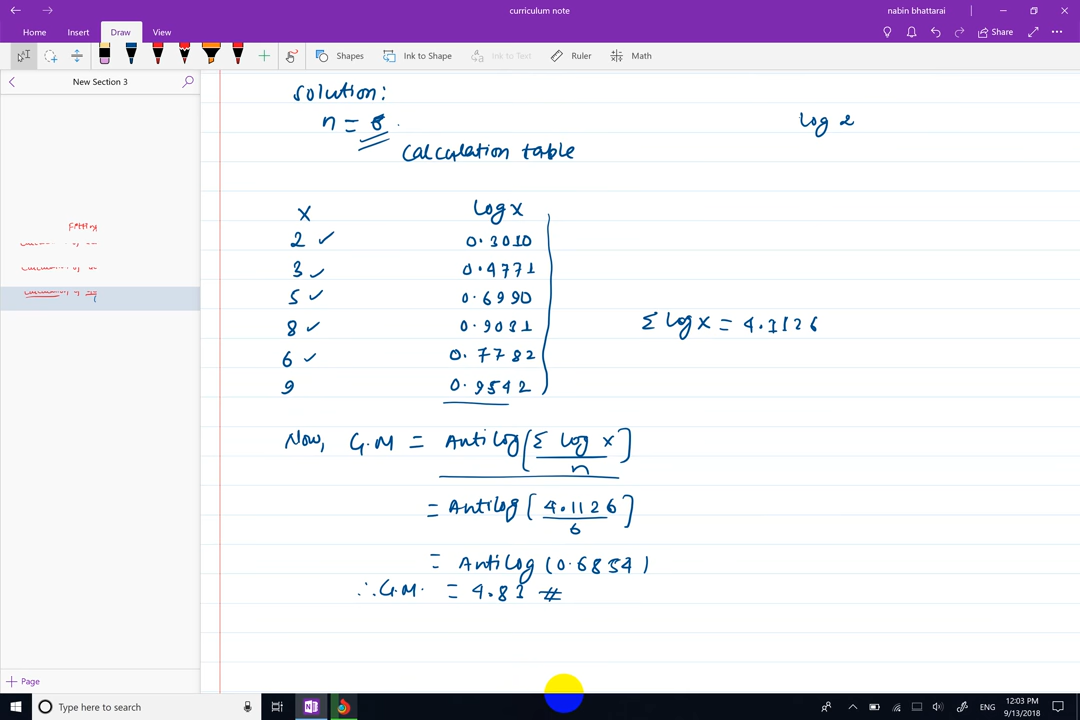 curriculum note
nabin bhattarai
Home Insert Draw View
Share
Shapes Ink to Shape Ink to Text Ruler Math
New Section 3
Solution:
n = 6
log 2
Calculation table
x log x
2 ✓ 0.3010
3 ✓ 0.4771
5 ✓ 0.6990
8 ✓ 0.9031
6 ✓ 0.7782
9 0.9542
Σ log x = 4.1126
Now, G.M = Antilog [Σ log x / n]
= Antilog [4.1126 / 6]
= Antilog (0.6854)
∴ G.M. = 4.81 #
Page
Type here to search
ENG
12:03 PM
9/13/2018